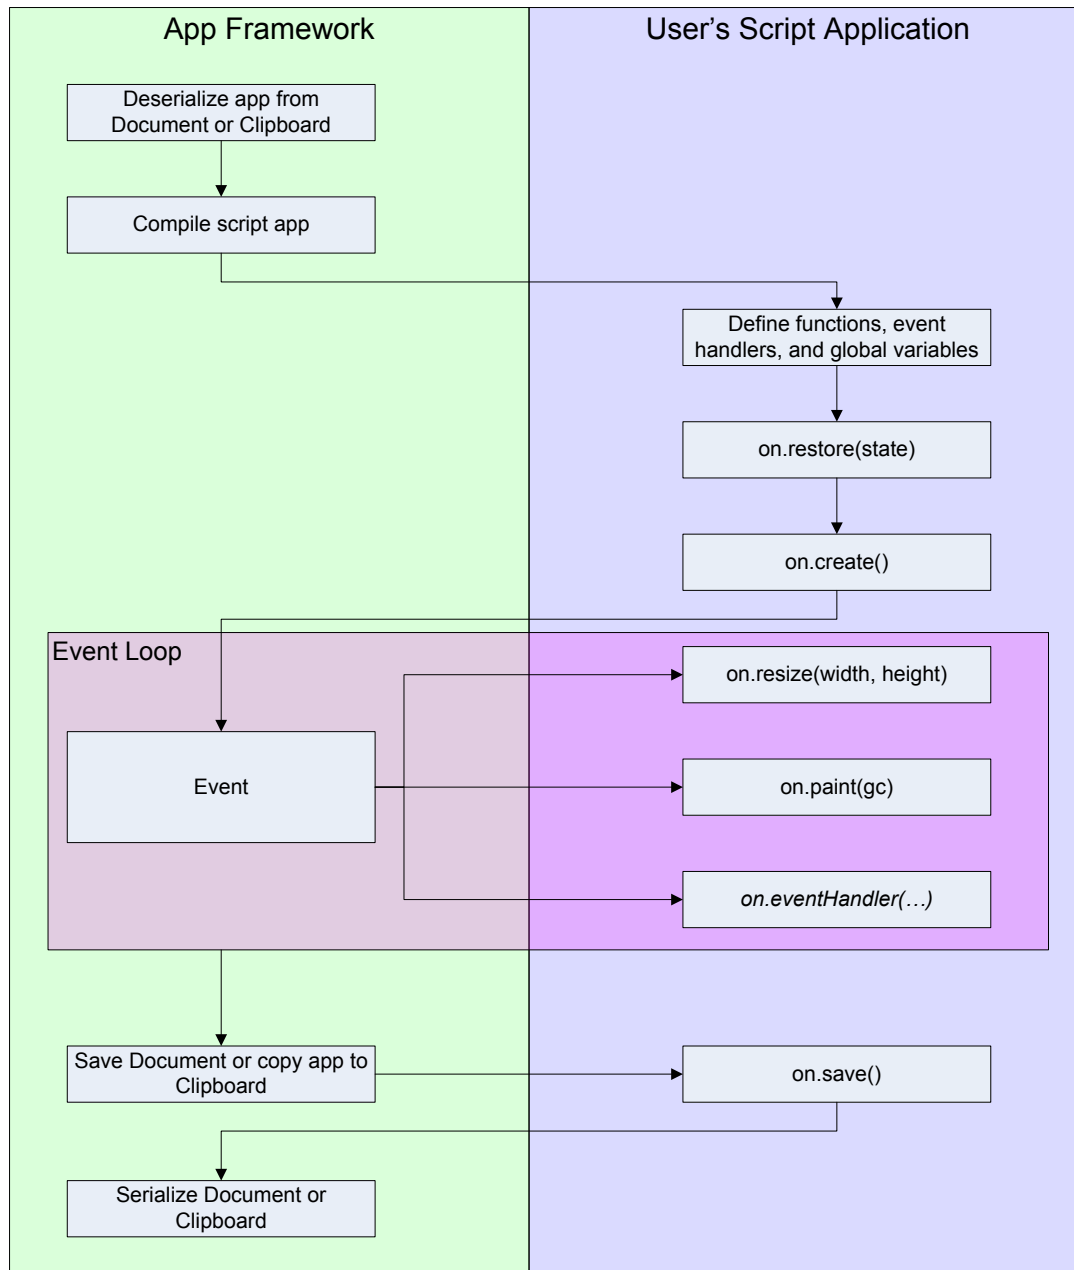 App Framework
User’s Script Application
Deserialize app from
Document or Clipboard
Compile script app
Define functions, event
handlers, and global variables
on.restore(state)
on.create()
Event Loop
on.resize(width, height)
Event
on.paint(gc)
on.eventHandler(…)
Save Document or copy app to
Clipboard
on.save()
Serialize Document or
Clipboard